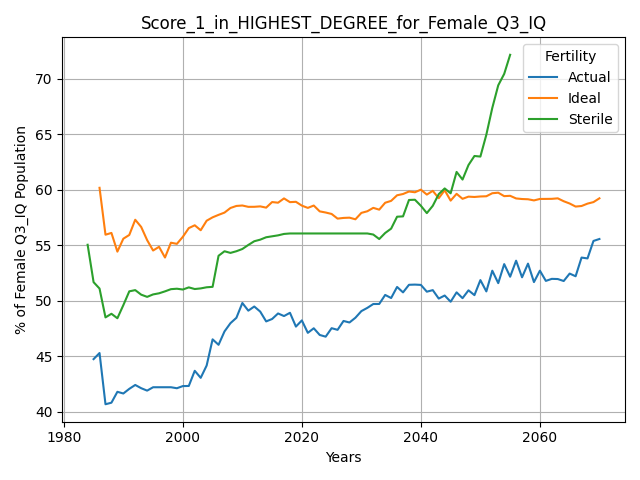 Score_1_in_HIGHEST_DEGREE_for_Female_Q3_IQ
Fertility
Actual
Ideal
Sterile
% of Female Q3_IQ Population
70
65
60
55
50
45
40
1980
2000
2020
2040
2060
Years